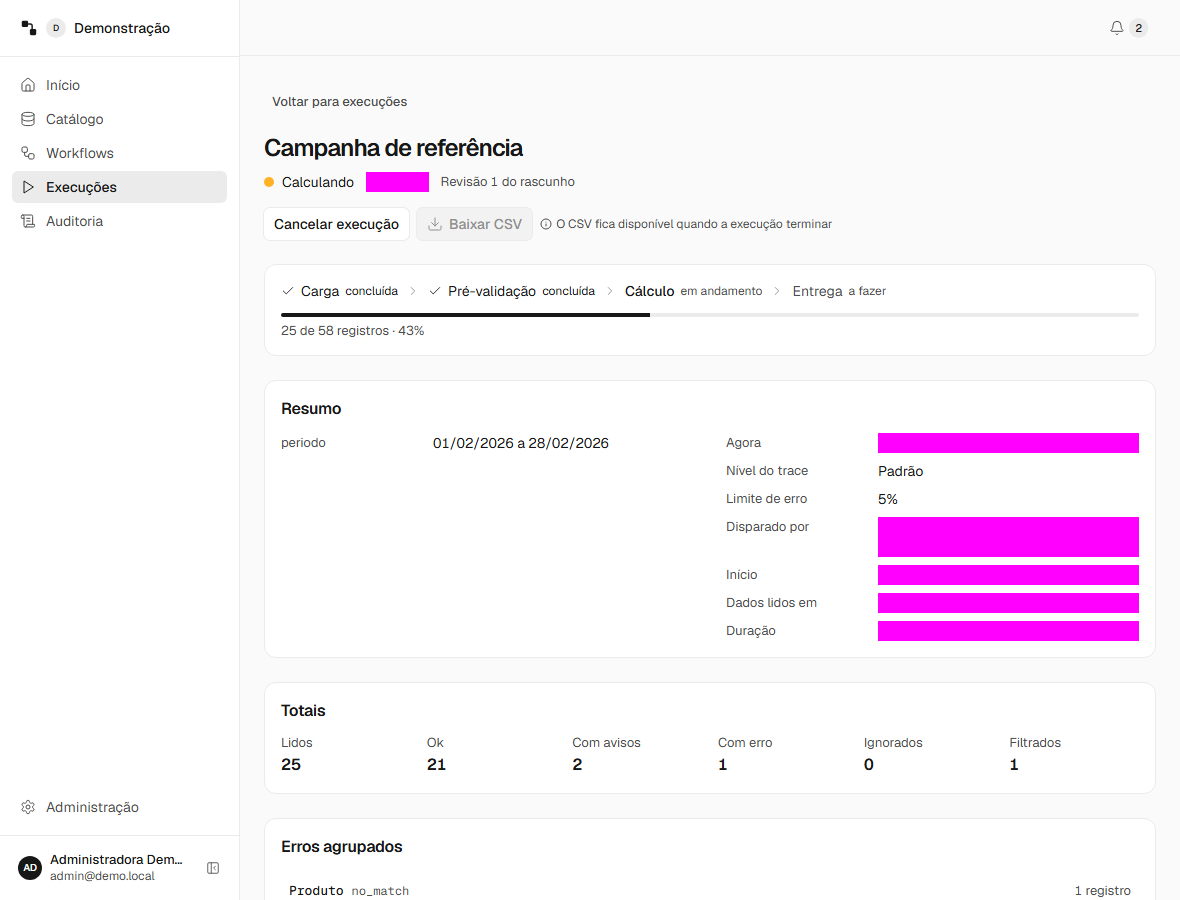 D Demonstração
2
Início
Catálogo
Workflows
Execuções
Auditoria
Administração
AD
Administradora Dem...
admin@demo.local
Voltar para execuções
Campanha de referência
Calculando
Revisão 1 do rascunho
Cancelar execução
Baixar CSV
O CSV fica disponível quando a execução terminar
Carga concluída
Pré-validação concluída
Cálculo em andamento
Entrega a fazer
25 de 58 registros · 43%
Resumo
periodo 01/02/2026 a 28/02/2026
Agora
Nível do trace Padrão
Limite de erro 5%
Disparado por
Início
Dados lidos em
Duração
Totais
Lidos Ok Com avisos Com erro Ignorados Filtrados
25 21 2 1 0 1
Erros agrupados
Produto no_match 1 registro